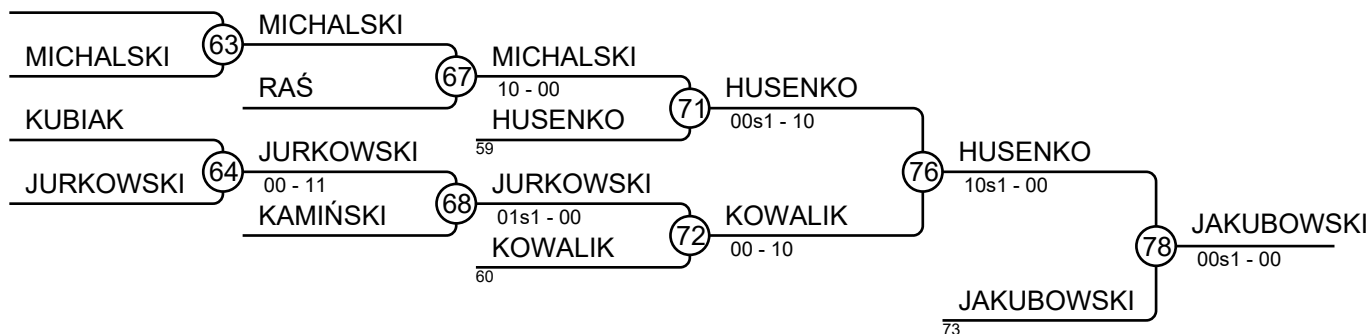 MICHALSKI
63
MICHALSKI
MICHALSKI
67
RAŚ
MICHALSKI
10 - 00
71
HUSENKO
59
HUSENKO
00s1 - 10
KUBIAK
64
JURKOWSKI
JURKOWSKI
00 - 11
68
KAMIŃSKI
JURKOWSKI
01s1 - 00
72
KOWALIK
60
KOWALIK
00 - 10
76
HUSENKO
10s1 - 00
78
JAKUBOWSKI
73
JAKUBOWSKI
00s1 - 00